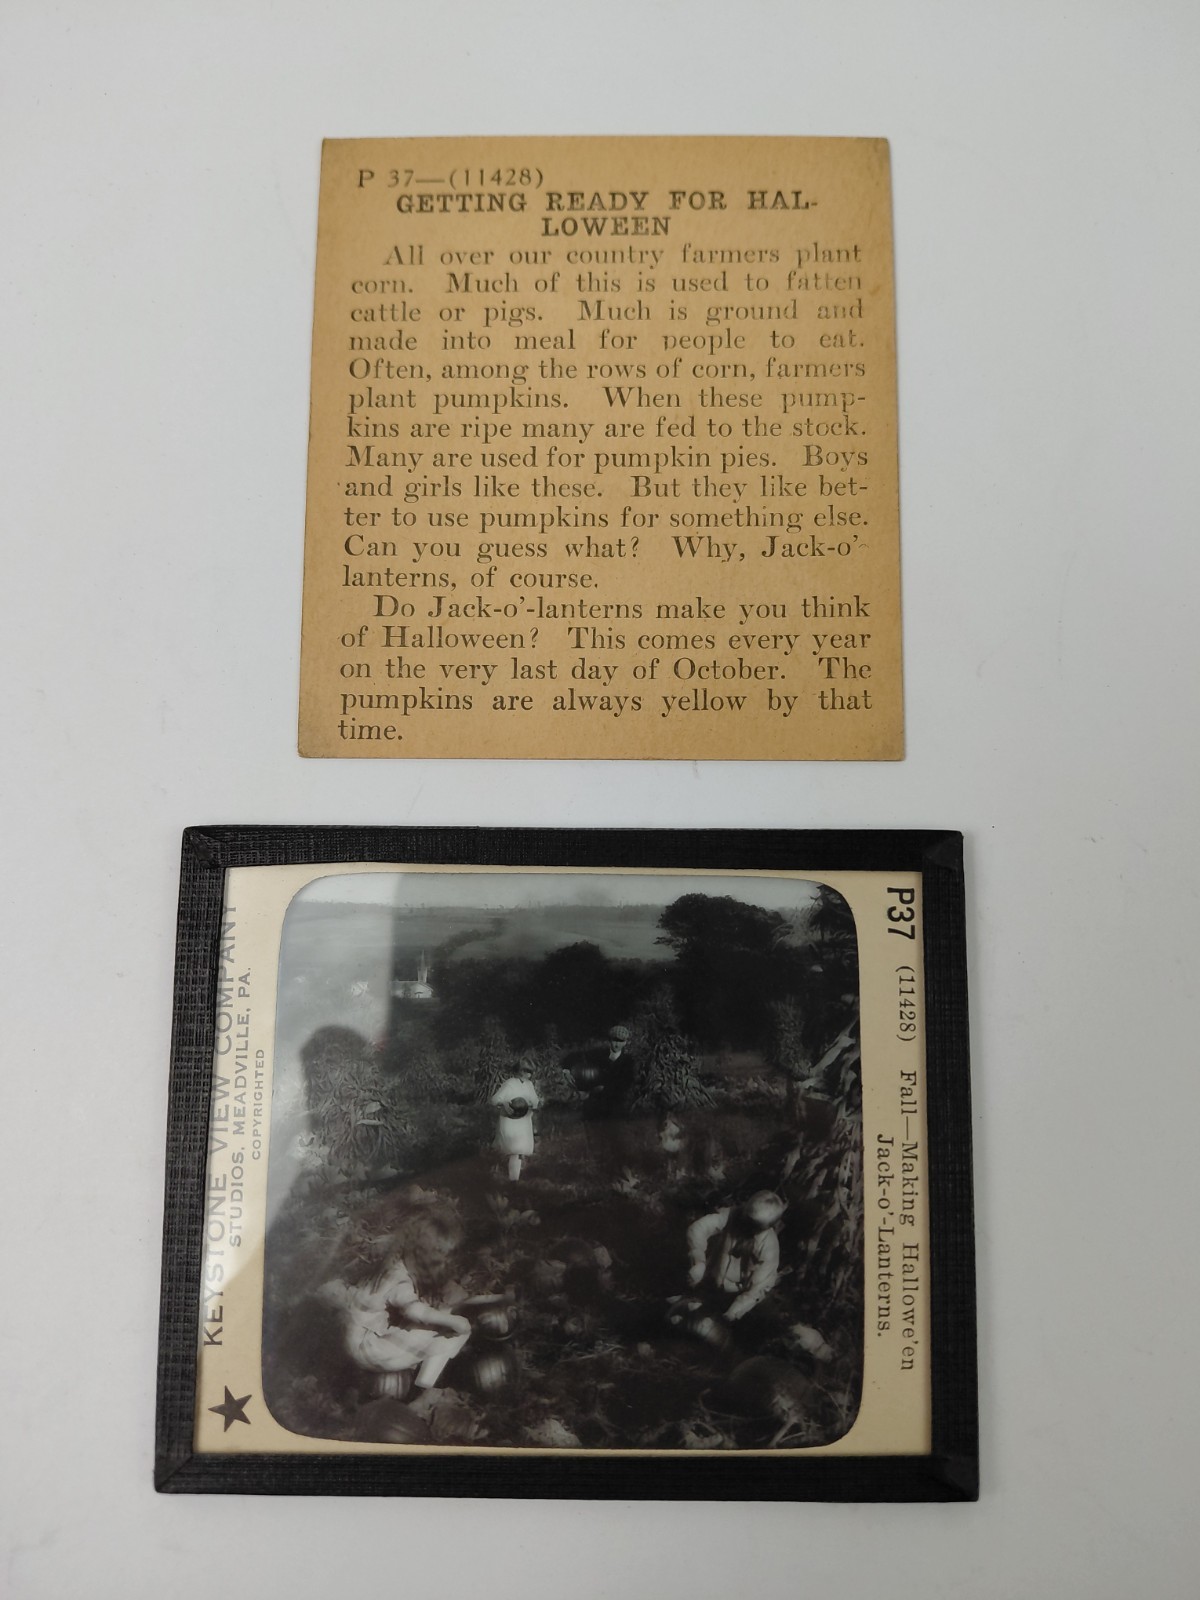 P 37—(11428)
GETTING READY FOR HAL-
LOWEEN
All over our country farmers plant
corn. Much of this is used to fatten
cattle or pigs. Much is ground and
made into meal for people to eat.
Often, among the rows of corn, farmers
plant pumpkins. When these pump-
kins are ripe many are fed to the stock.
Many are used for pumpkin pies. Boys
and girls like these. But they like bet-
ter to use pumpkins for something else.
Can you guess what? Why, Jack-o'-
lanterns, of course.
Do Jack-o'-lanterns make you think
of Halloween? This comes every year
on the very last day of October. The
pumpkins are always yellow by that
time.
KEYSTONE VIEW COMPANY
STUDIOS, MEADVILLE, PA.
COPYRIGHTED
P37 (11428) Fall—Making Hallowe'en
Jack-o'-Lanterns.